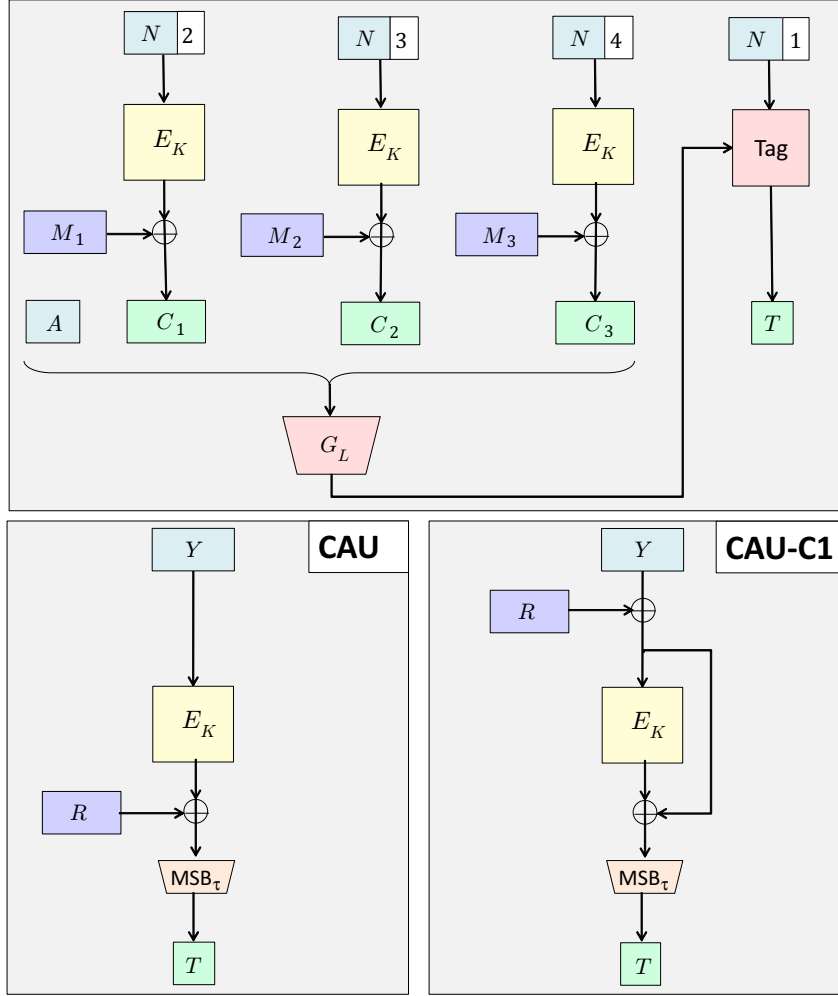 N 2 N 3 N 4 N 1
E_K E_K E_K Tag
M_1 M_2 M_3
A C_1 C_2 C_3 T
G_L
CAU
Y
E_K
R
MSB_τ
T
CAU-C1
Y
R
E_K
MSB_τ
T